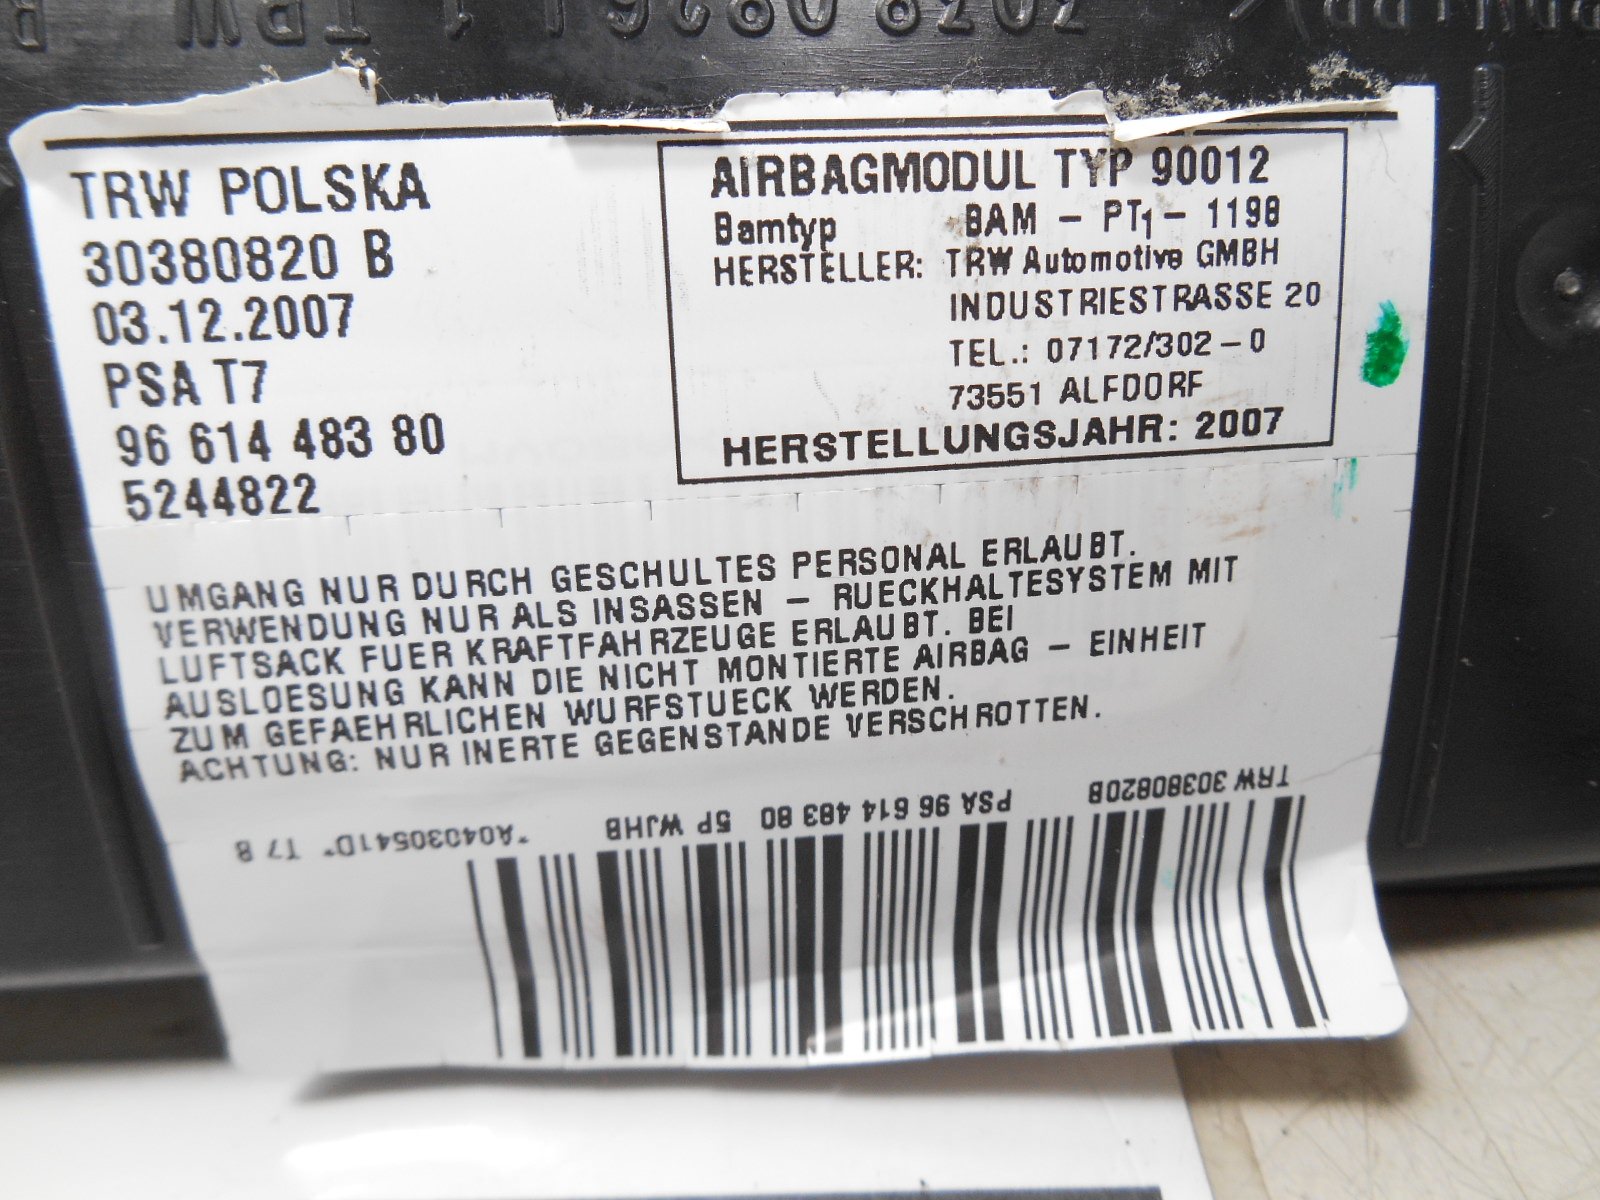 TRW POLSKA
30380820 B
03.12.2007
PSA T7
96 614 483 80
5244822
AIRBAGMODUL TYP 90012
Bamtyp BAM - PT1 - 1198
HERSTELLER: TRW Automotive GMBH
INDUSTRIESTRASSE 20
TEL.: 07172/302-0
73551 ALFDORF
HERSTELLUNGSJAHR: 2007
UMGANG NUR DURCH GESCHULTES PERSONAL ERLAUBT.
VERWENDUNG NUR ALS INSASSEN - RUECKHALTESYSTEM MIT
LUFTSACK FUER KRAFTFAHRZEUGE ERLAUBT. BEI
AUSLOESUNG KANN DIE NICHT MONTIERTE AIRBAG - EINHEIT
ZUM GEFAEHRLICHEN WURFSTUECK WERDEN.
ACHTUNG: NUR INERTE GEGENSTANDE VERSCHROTTEN.
TRW 30380820B PSA 96 614 483 80 5P WJHB *A04030541D* T7 B
TRW